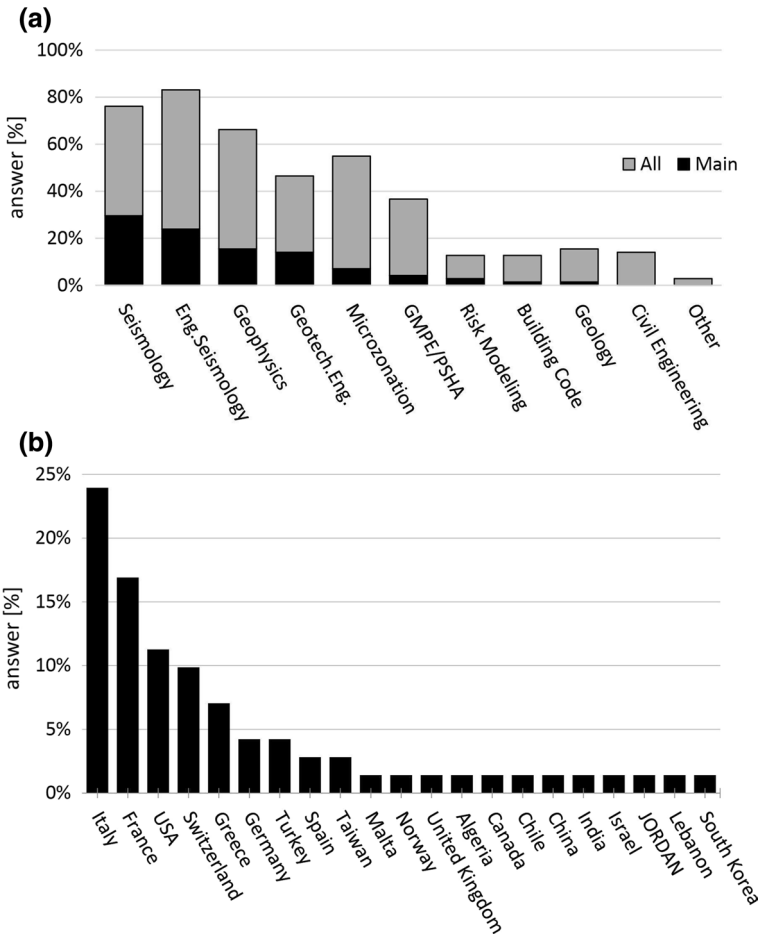 (a)
100%
80%
60%
40%
20%
0%
answer [%]
All
Main
Seismology
Eng.Seismology
Geophysics
Geotech.Eng.
Microzonation
GMPE/PSHA
Risk Modeling
Building Code
Geology
Civil Engineering
Other
(b)
25%
20%
15%
10%
5%
0%
answer [%]
Italy
France
USA
Switzerland
Greece
Germany
Turkey
Spain
Taiwan
Malta
Norway
United Kingdom
Algeria
Canada
Chile
China
India
Israel
JORDAN
Lebanon
South Korea